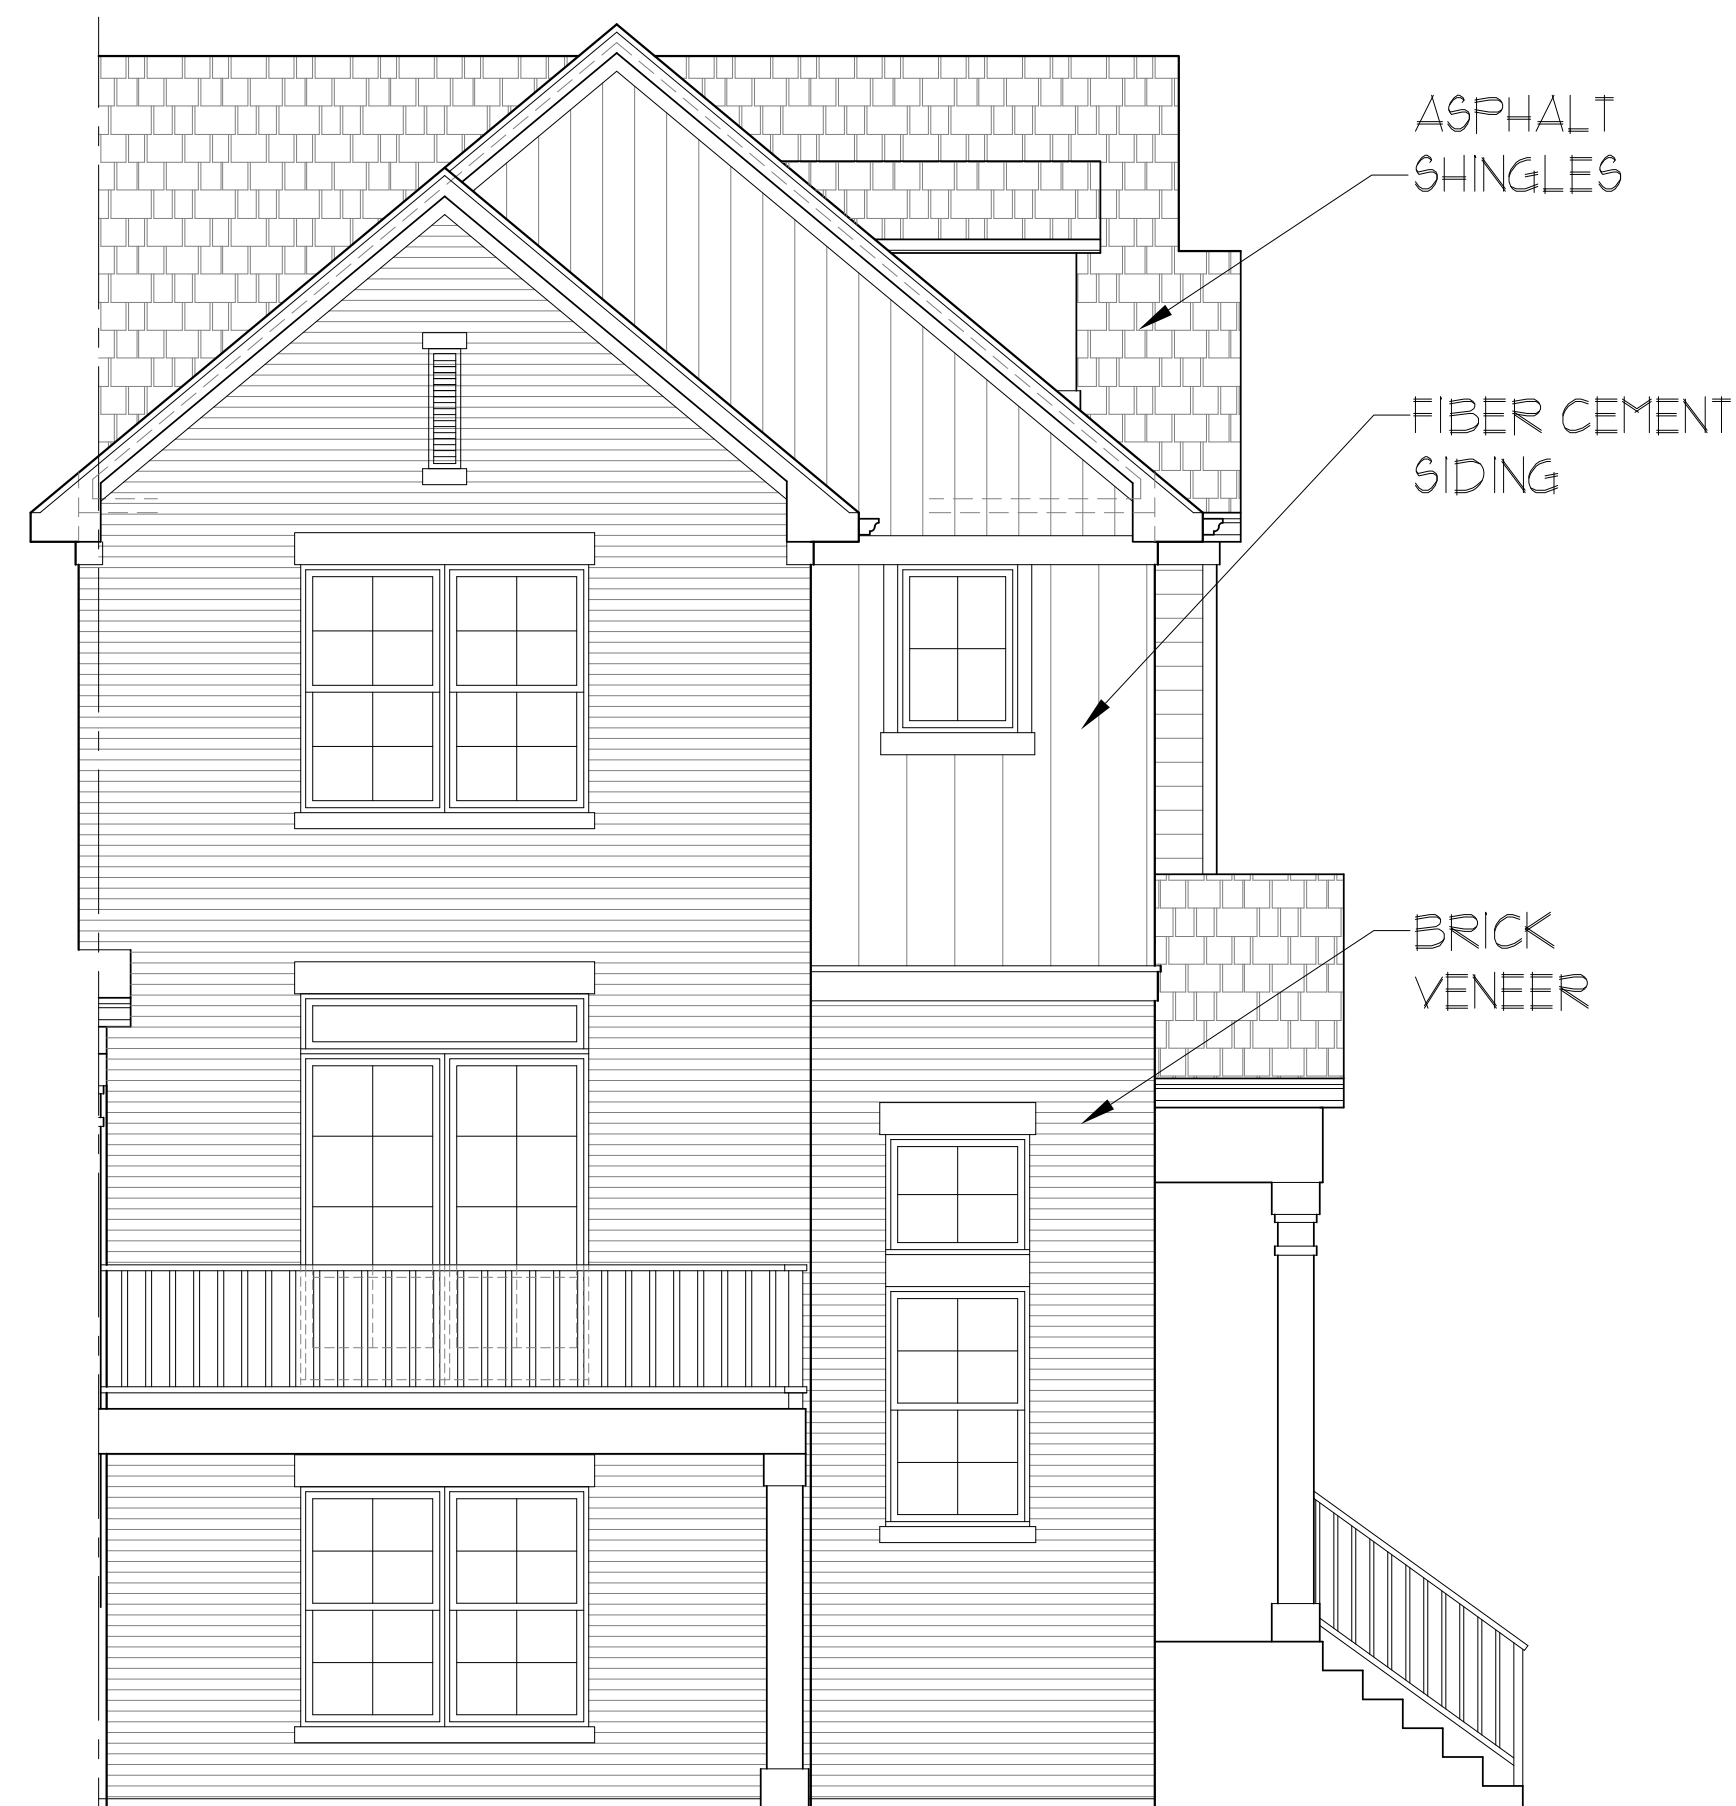 ASPHALT
SHINGLES
FIBER CEMENT
SIDING
BRICK
VENEER